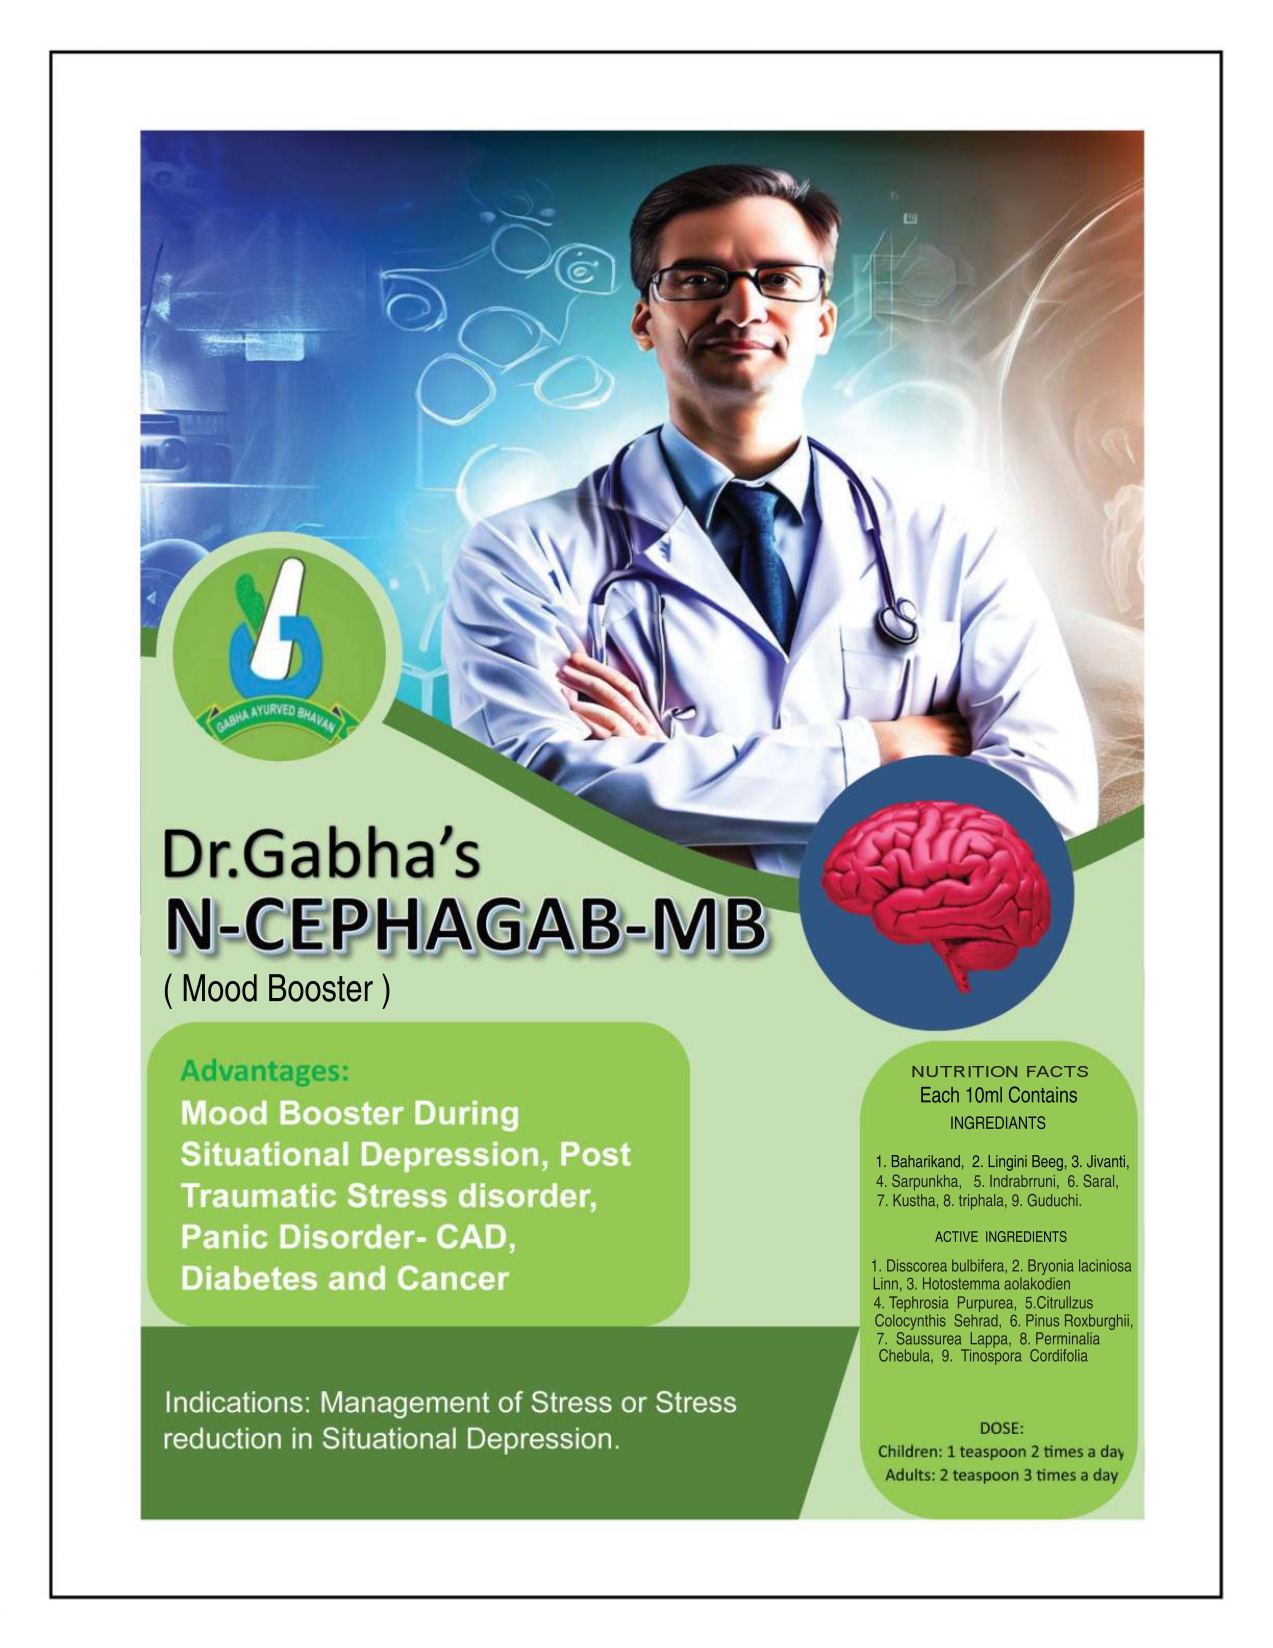 GABHA AYURVED BHAVAN
Dr.Gabha's
N-CEPHAGAB-MB
( Mood Booster )
Advantages:
Mood Booster During
Situational Depression, Post
Traumatic Stress disorder,
Panic Disorder- CAD,
Diabetes and Cancer
Indications: Management of Stress or Stress
reduction in Situational Depression.
NUTRITION FACTS
Each 10ml Contains
INGREDIANTS
1. Baharikand, 2. Lingini Beeg, 3. Jivanti,
4. Sarpunkha, 5. Indrabrruni, 6. Saral,
7. Kustha, 8. triphala, 9. Guduchi.
ACTIVE INGREDIENTS
1. Disscorea bulbifera, 2. Bryonia laciniosa
Linn, 3. Hotostemma aolakodien
4. Tephrosia Purpurea, 5.Citrullzus
Colocynthis Sehrad, 6. Pinus Roxburghii,
7. Saussurea Lappa, 8. Perminalia
Chebula, 9. Tinospora Cordifolia
DOSE:
Children: 1 teaspoon 2 times a day
Adults: 2 teaspoon 3 times a day